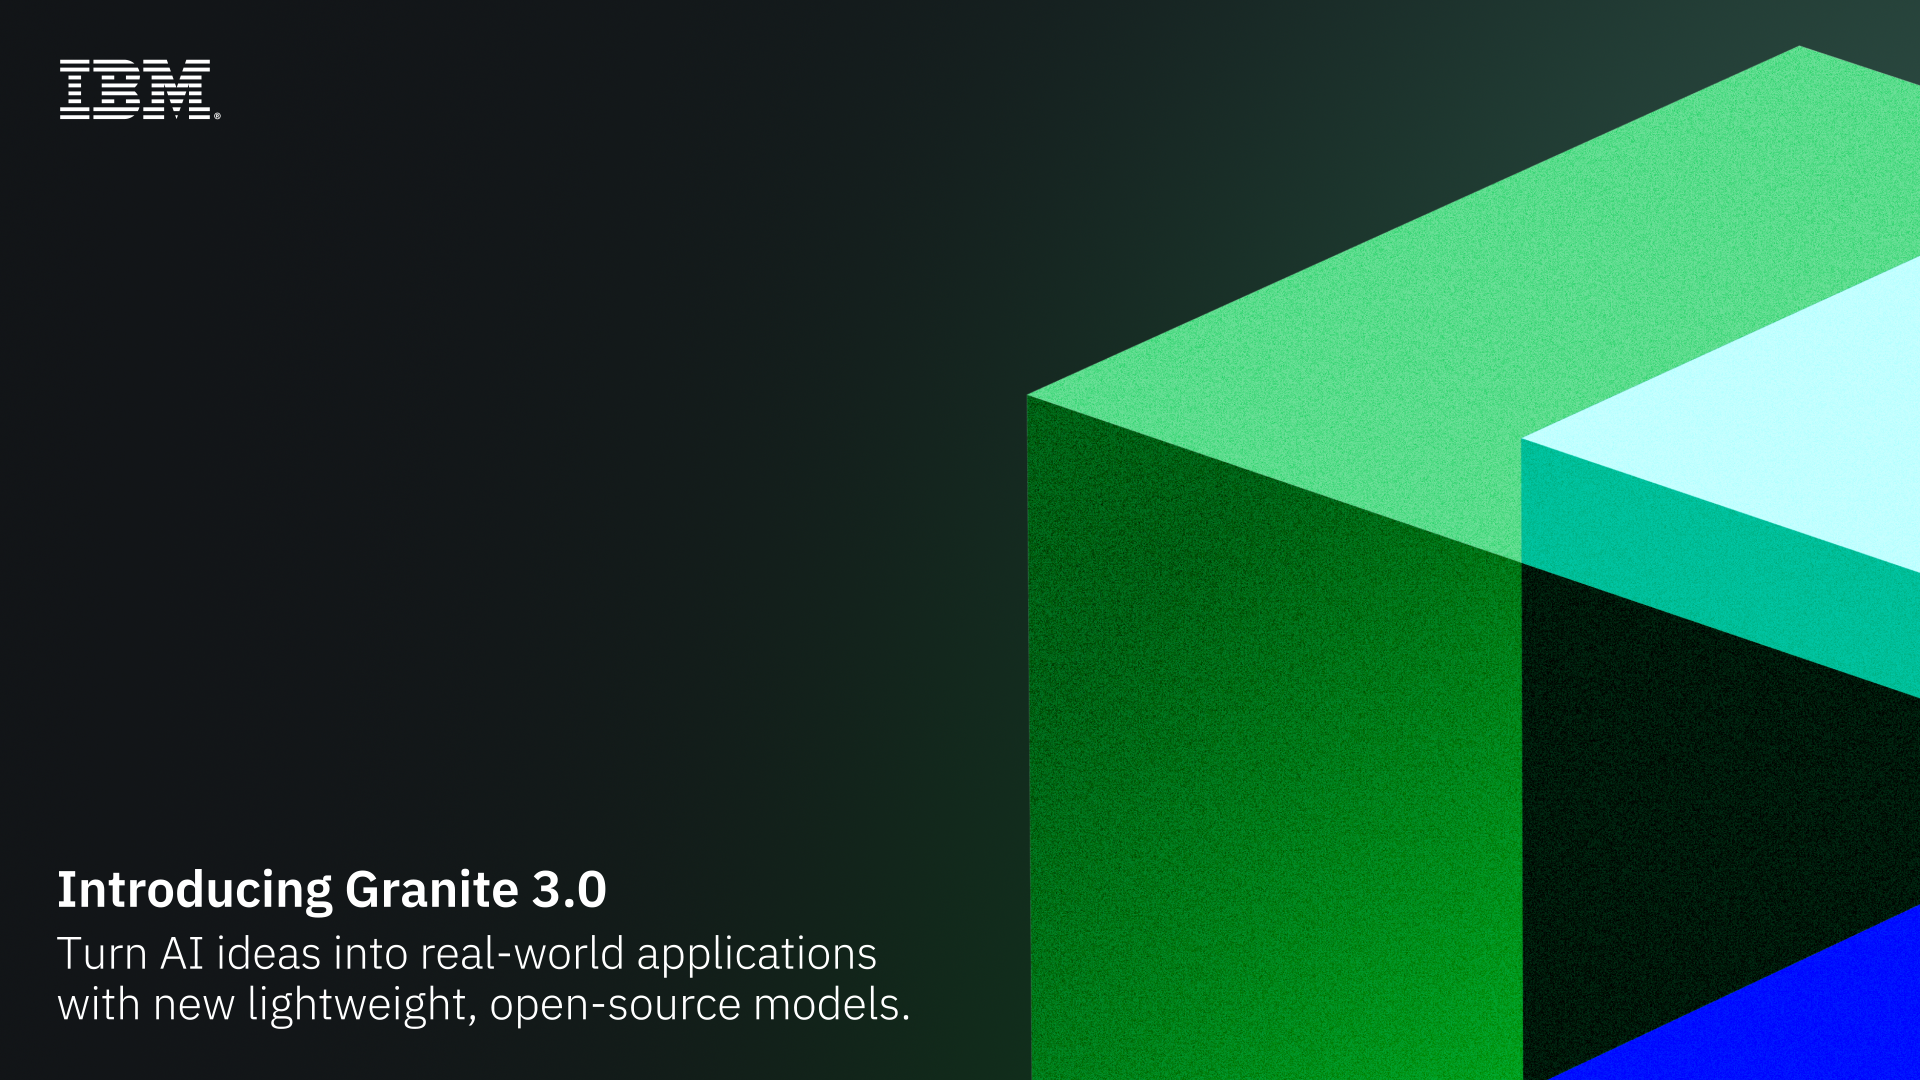 IBM®
Introducing Granite 3.0
Turn AI ideas into real-world applications
with new lightweight, open-source models.